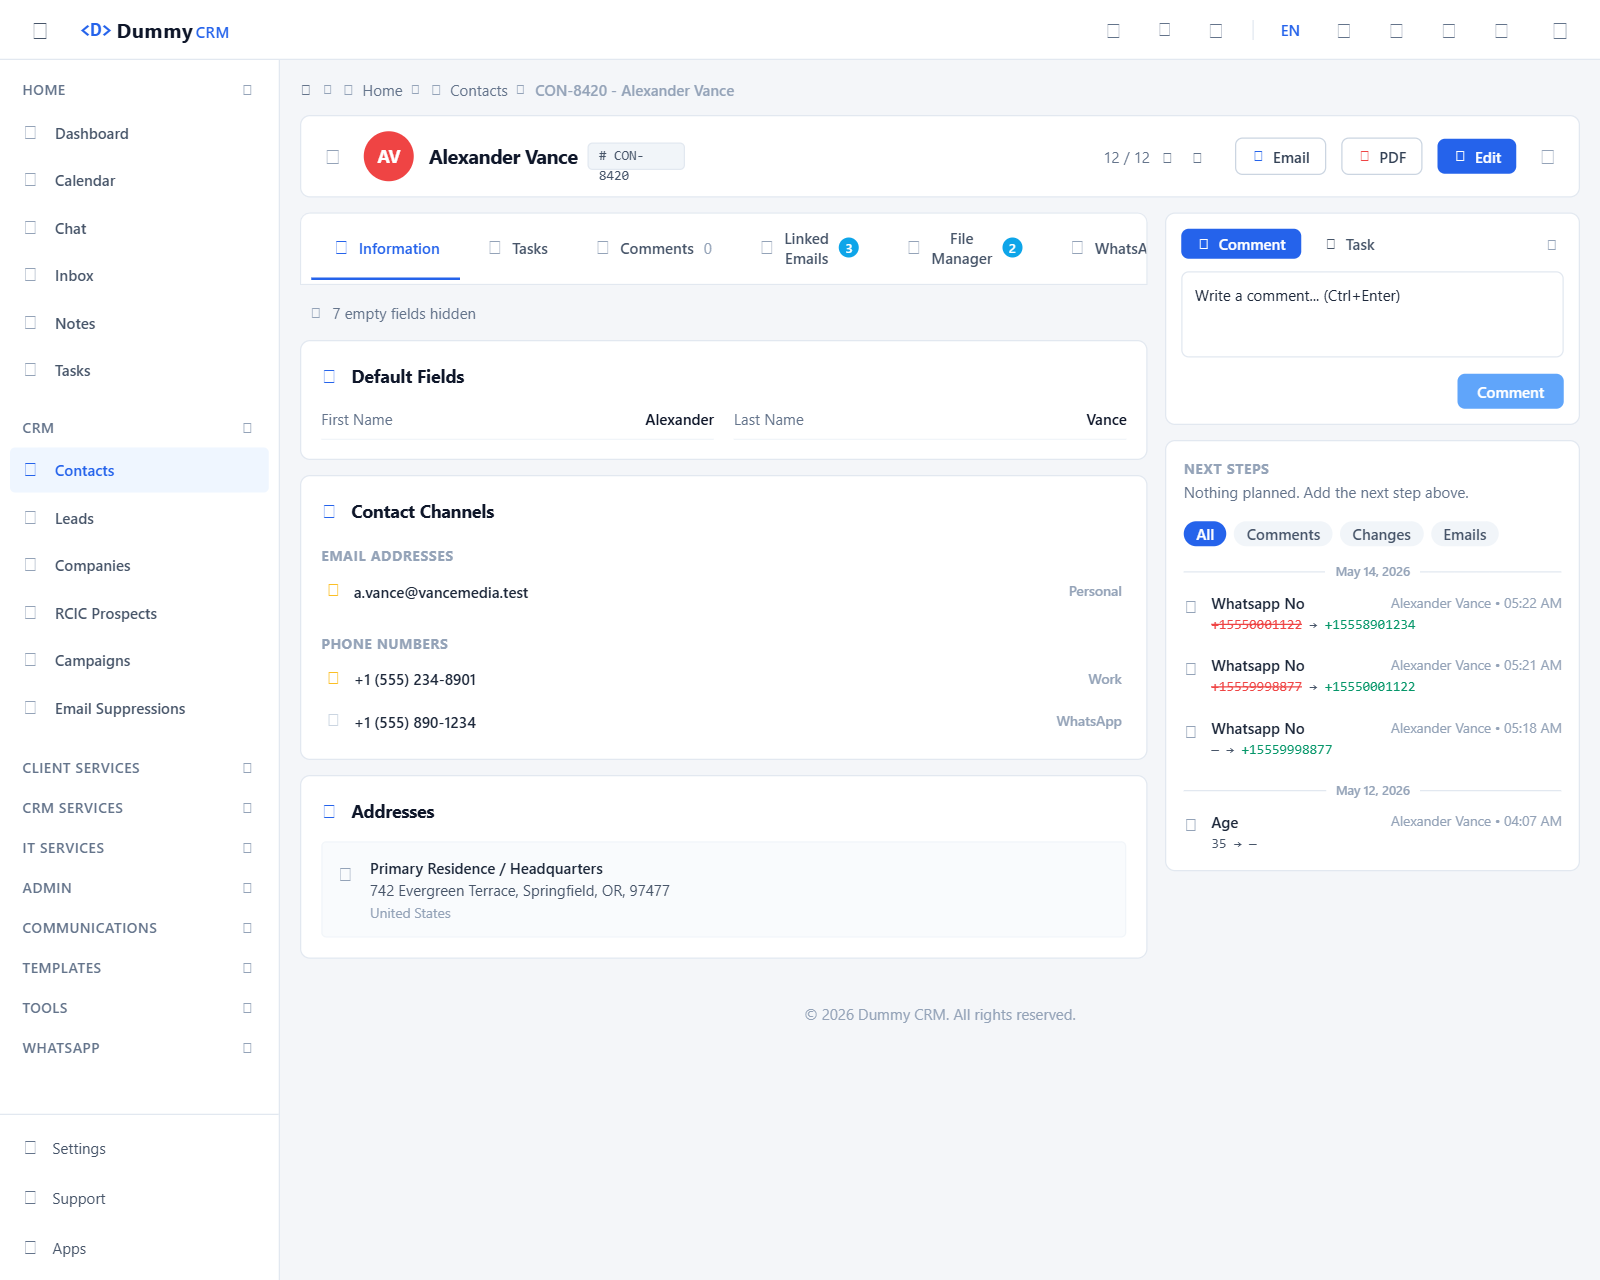 <D> Dummy CRM
EN
HOME
Dashboard
Calendar
Chat
Inbox
Notes
Tasks
CRM
Contacts
Leads
Companies
RCIC Prospects
Campaigns
Email Suppressions
CLIENT SERVICES
CRM SERVICES
IT SERVICES
ADMIN
COMMUNICATIONS
TEMPLATES
TOOLS
WHATSAPP
Settings
Support
Apps
Home Contacts CON-8420 - Alexander Vance
AV Alexander Vance # CON-
8420
12 / 12 Email PDF Edit
Information Tasks Comments 0 Linked Emails 3 File Manager 2 WhatsA
7 empty fields hidden
Default Fields
First Name Alexander Last Name Vance
Contact Channels
EMAIL ADDRESSES
a.vance@vancemedia.test Personal
PHONE NUMBERS
+1 (555) 234-8901 Work
+1 (555) 890-1234 WhatsApp
Addresses
Primary Residence / Headquarters
742 Evergreen Terrace, Springfield, OR, 97477
United States
Comment Task
Write a comment... (Ctrl+Enter)
Comment
NEXT STEPS
Nothing planned. Add the next step above.
All Comments Changes Emails
May 14, 2026
Whatsapp No Alexander Vance • 05:22 AM
+15550001122 → +15558901234
Whatsapp No Alexander Vance • 05:21 AM
+15559998877 → +15550001122
Whatsapp No Alexander Vance • 05:18 AM
— → +15559998877
May 12, 2026
Age Alexander Vance • 04:07 AM
35 → —
© 2026 Dummy CRM. All rights reserved.